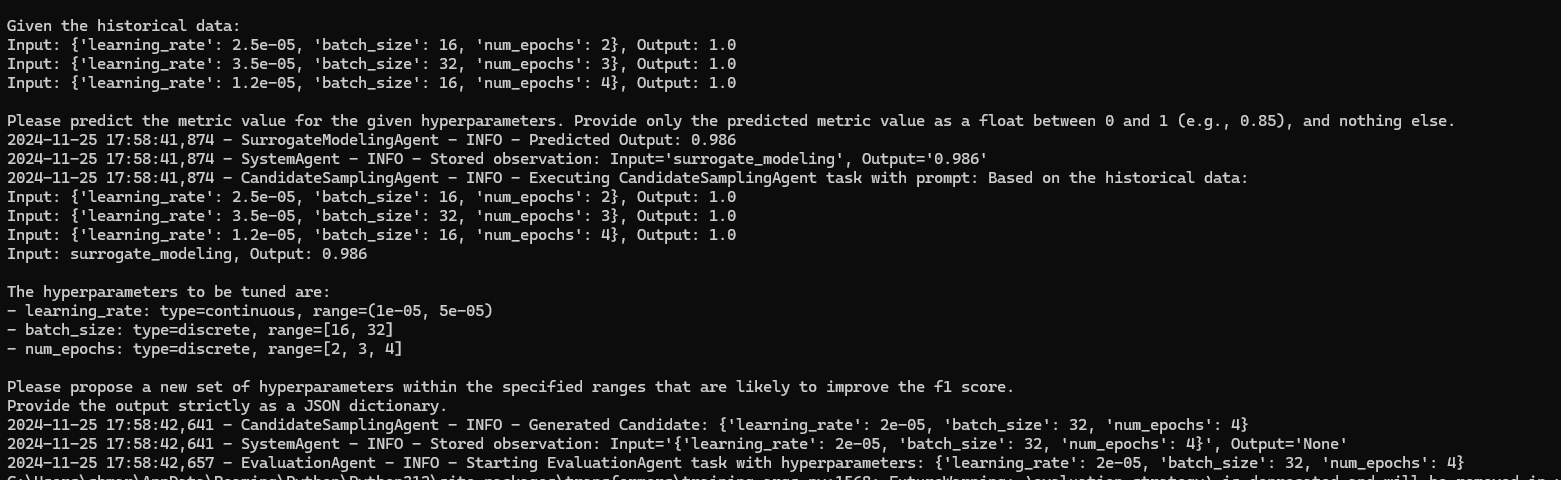 Given the historical data:
Input: {'learning_rate': 2.5e-05, 'batch_size': 16, 'num_epochs': 2}, Output: 1.0
Input: {'learning_rate': 3.5e-05, 'batch_size': 32, 'num_epochs': 3}, Output: 1.0
Input: {'learning_rate': 1.2e-05, 'batch_size': 16, 'num_epochs': 4}, Output: 1.0
Please predict the metric value for the given hyperparameters. Provide only the predicted metric value as a float between 0 and 1 (e.g., 0.85), and nothing else.
2024-11-25 17:58:41,874 - SurrogateModelingAgent - INFO - Predicted Output: 0.986
2024-11-25 17:58:41,874 - SystemAgent - INFO - Stored observation: Input='surrogate_modeling', Output='0.986'
2024-11-25 17:58:41,874 - CandidateSamplingAgent - INFO - Executing CandidateSamplingAgent task with prompt: Based on the historical data:
Input: {'learning_rate': 2.5e-05, 'batch_size': 16, 'num_epochs': 2}, Output: 1.0
Input: {'learning_rate': 3.5e-05, 'batch_size': 32, 'num_epochs': 3}, Output: 1.0
Input: {'learning_rate': 1.2e-05, 'batch_size': 16, 'num_epochs': 4}, Output: 1.0
Input: surrogate_modeling, Output: 0.986
The hyperparameters to be tuned are:
- learning_rate: type=continuous, range=(1e-05, 5e-05)
- batch_size: type=discrete, range=[16, 32]
- num_epochs: type=discrete, range=[2, 3, 4]
Please propose a new set of hyperparameters within the specified ranges that are likely to improve the f1 score.
Provide the output strictly as a JSON dictionary.
2024-11-25 17:58:42,641 - CandidateSamplingAgent - INFO - Generated Candidate: {'learning_rate': 2e-05, 'batch_size': 32, 'num_epochs': 4}
2024-11-25 17:58:42,641 - SystemAgent - INFO - Stored observation: Input='{'learning_rate': 2e-05, 'batch_size': 32, 'num_epochs': 4}', Output='None'
2024-11-25 17:58:42,657 - EvaluationAgent - INFO - Starting EvaluationAgent task with hyperparameters: {'learning_rate': 2e-05, 'batch_size': 32, 'num_epochs': 4}